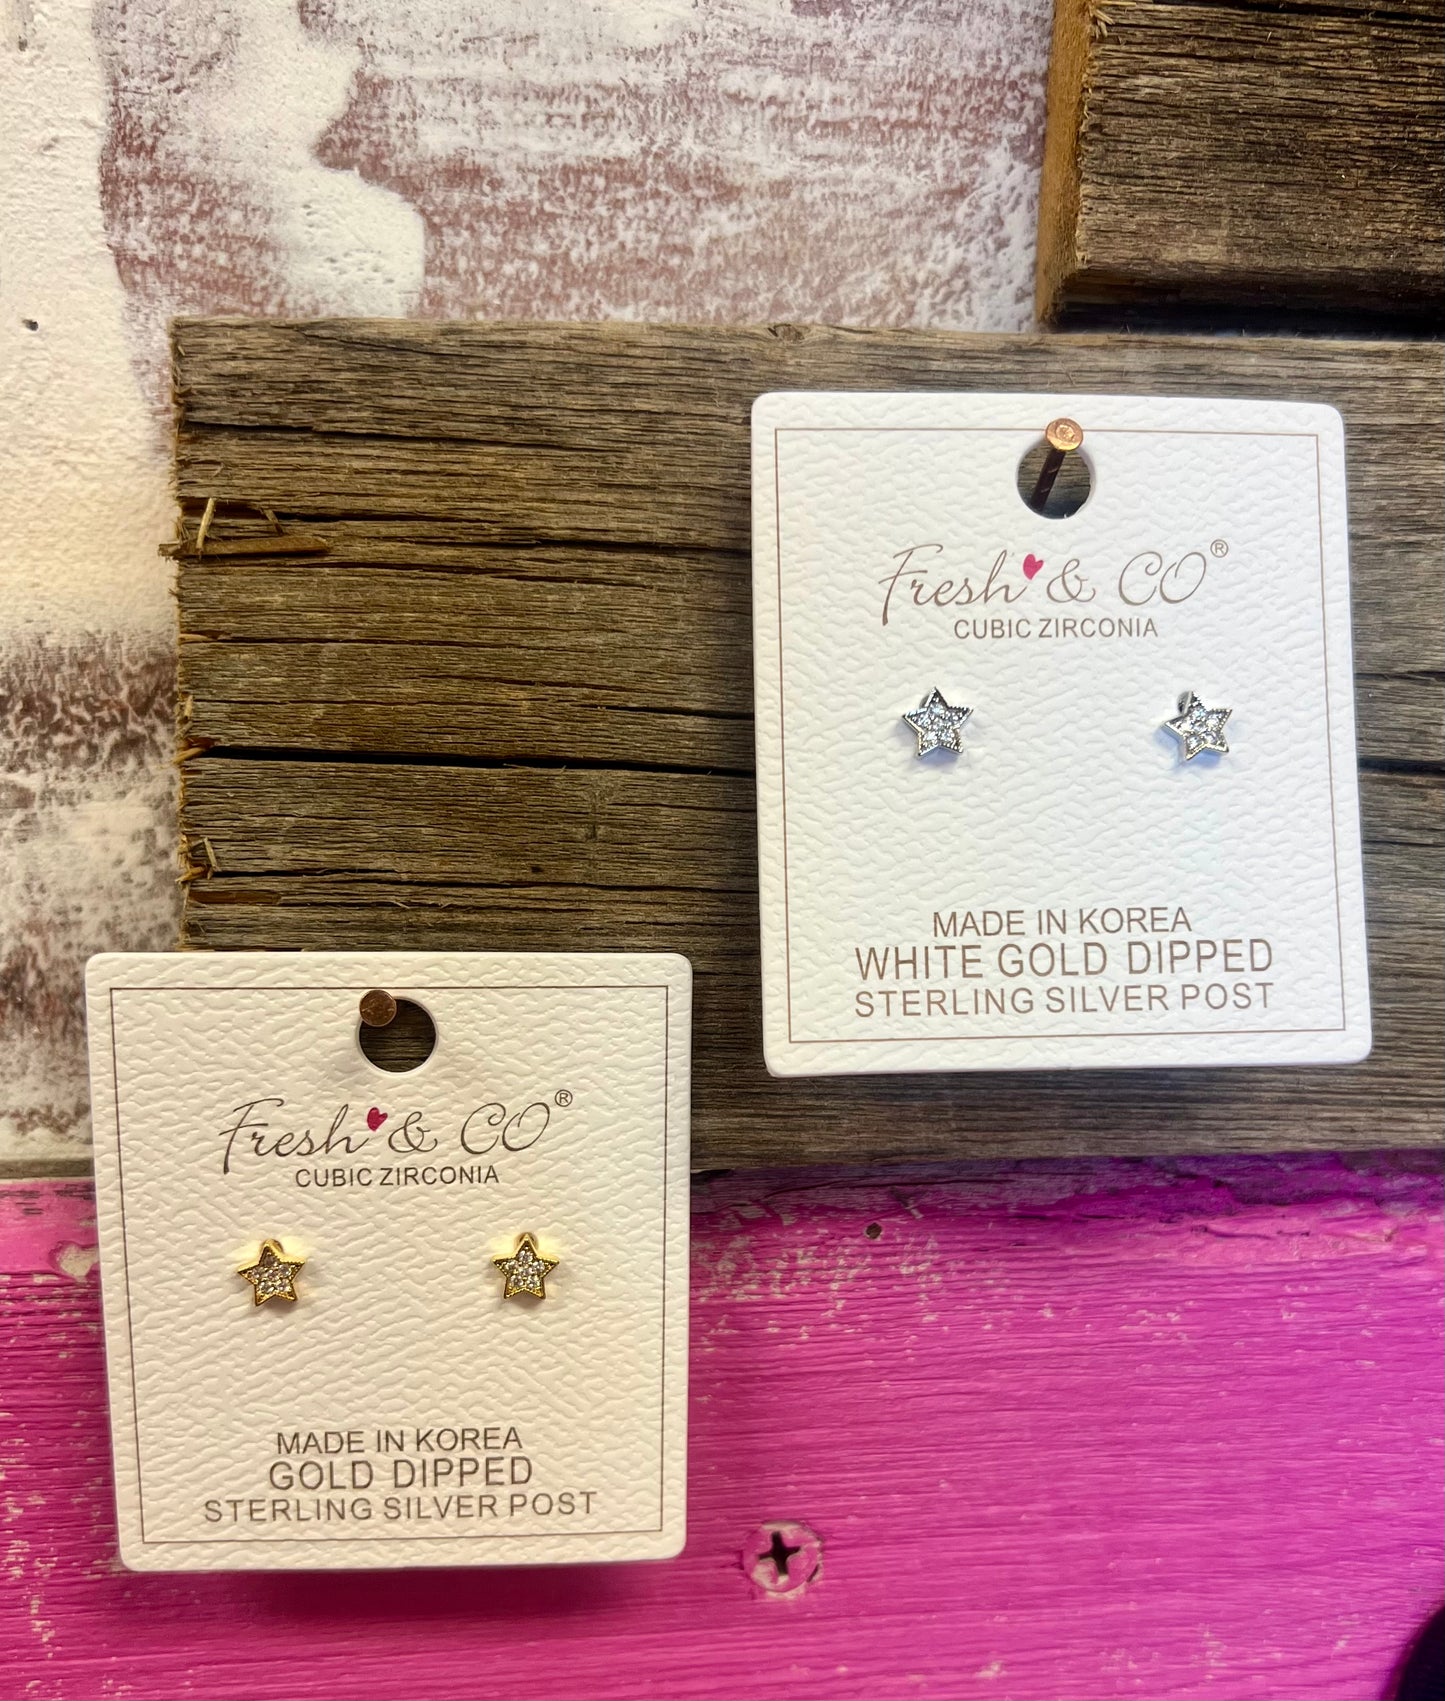 Fresh & CO®
CUBIC ZIRCONIA
MADE IN KOREA
WHITE GOLD DIPPED
STERLING SILVER POST
Fresh & CO®
CUBIC ZIRCONIA
MADE IN KOREA
GOLD DIPPED
STERLING SILVER POST